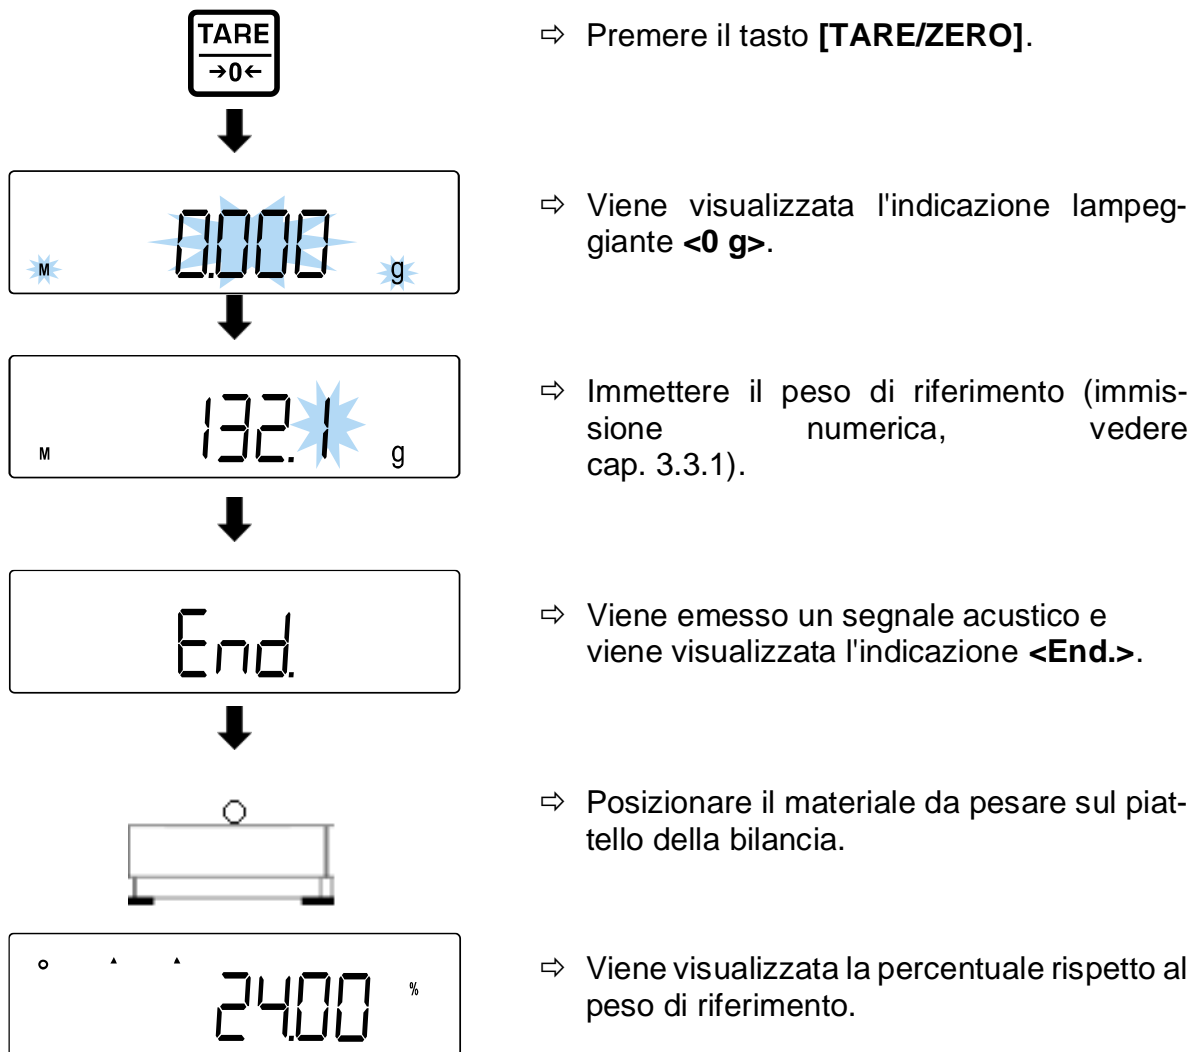 TARE
→0←
⇨ Premere il tasto [TARE/ZERO].
M 0.000 g
⇨ Viene visualizzata l'indicazione lampeg-
giante <0 g>.
M 132.1 g
⇨ Immettere il peso di riferimento (immis-
sione numerica, vedere
cap. 3.3.1).
End.
⇨ Viene emesso un segnale acustico e
viene visualizzata l'indicazione <End.>.
⇨ Posizionare il materiale da pesare sul piat-
tello della bilancia.
24.00 %
⇨ Viene visualizzata la percentuale rispetto al
peso di riferimento.